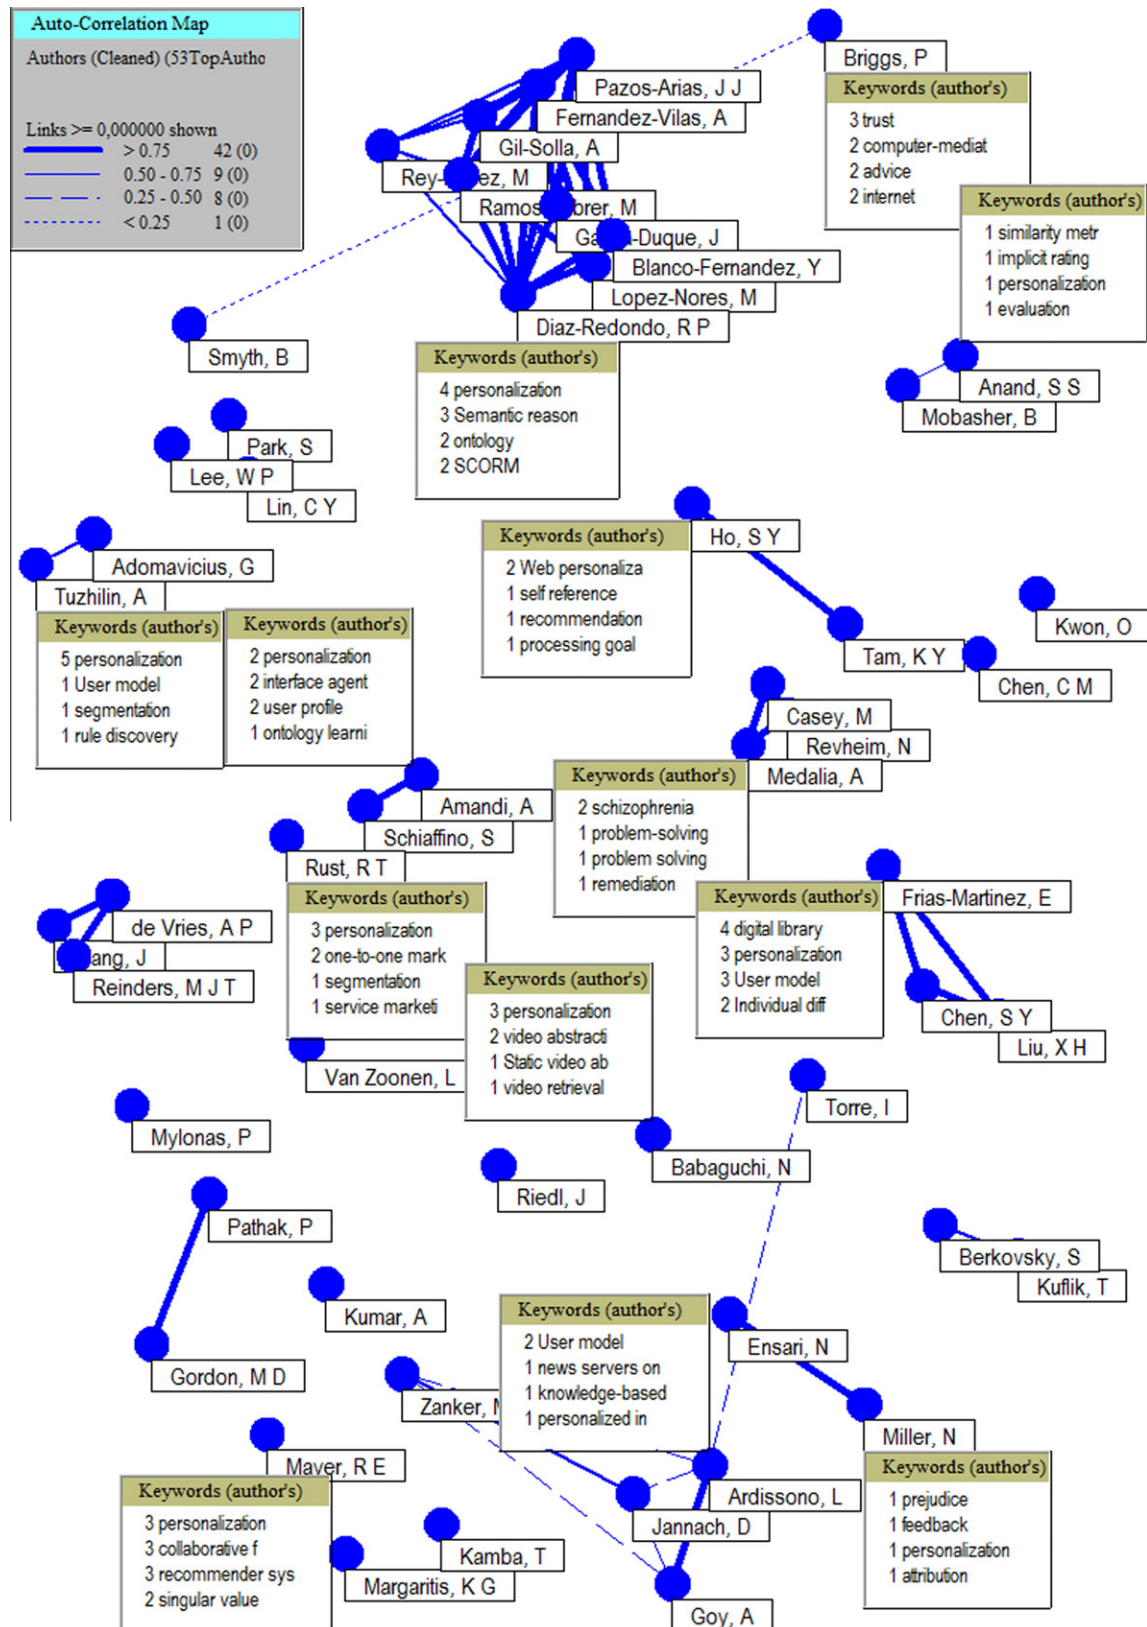 Auto-Correlation Map
Authors (Cleaned) (53TopAutho
Links >= 0,000000 shown
> 0.75 42 (0)
0.50 - 0.75 9 (0)
0.25 - 0.50 8 (0)
< 0.25 1 (0)
Briggs, P
Keywords (author's)
3 trust
2 computer-mediat
2 advice
2 internet
Pazos-Arias, J J
Fernandez-Vilas, A
Gil-Solla, A
M
M
J
Blanco-Fernandez, Y
Lopez-Nores, M
Diaz-Redondo, R P
Keywords (author's)
4 personalization
3 Semantic reason
2 ontology
2 SCORM
Keywords (author's)
1 similarity metr
1 implicit rating
1 personalization
1 evaluation
Anand, S S
Mobasher, B
Smyth, B
Park, S
Lee, W P
Lin, C Y
Adomavicius, G
Tuzhilin, A
Keywords (author's)
5 personalization
1 User model
1 segmentation
1 rule discovery
Keywords (author's)
2 personalization
2 interface agent
2 user profile
1 ontology learni
Keywords (author's)
2 Web personaliza
1 self reference
1 recommendation
1 processing goal
Ho, S Y
Tam, K Y
Kwon, O
Chen, C M
Casey, M
Revheim, N
Medalia, A
Keywords (author's)
2 schizophrenia
1 problem-solving
1 problem solving
1 remediation
Amandi, A
Schiaffino, S
Rust, R T
Keywords (author's)
3 personalization
2 one-to-one mark
1 segmentation
1 service marketi
de Vries, A P
ang, J
Reinders, M J T
Keywords (author's)
3 personalization
2 video abstracti
1 Static video ab
1 video retrieval
Keywords (author's)
4 digital library
3 personalization
3 User model
2 Individual diff
Frias-Martinez, E
Chen, S Y
Liu, X H
Van Zoonen, L
Torre, I
Mylonas, P
Babaguchi, N
Riedl, J
Pathak, P
Berkovsky, S
Kuflik, T
Kumar, A
Gordon, M D
Keywords (author's)
2 User model
1 news servers on
1 knowledge-based
1 personalized in
Ensari, N
Zanker,
Miller, N
Keywords (author's)
1 prejudice
1 feedback
1 personalization
1 attribution
Mayer, R E
Keywords (author's)
3 personalization
3 collaborative f
3 recommender sys
2 singular value
Ardissono, L
Jannach, D
Kamba, T
Margaritis, K G
Goy, A